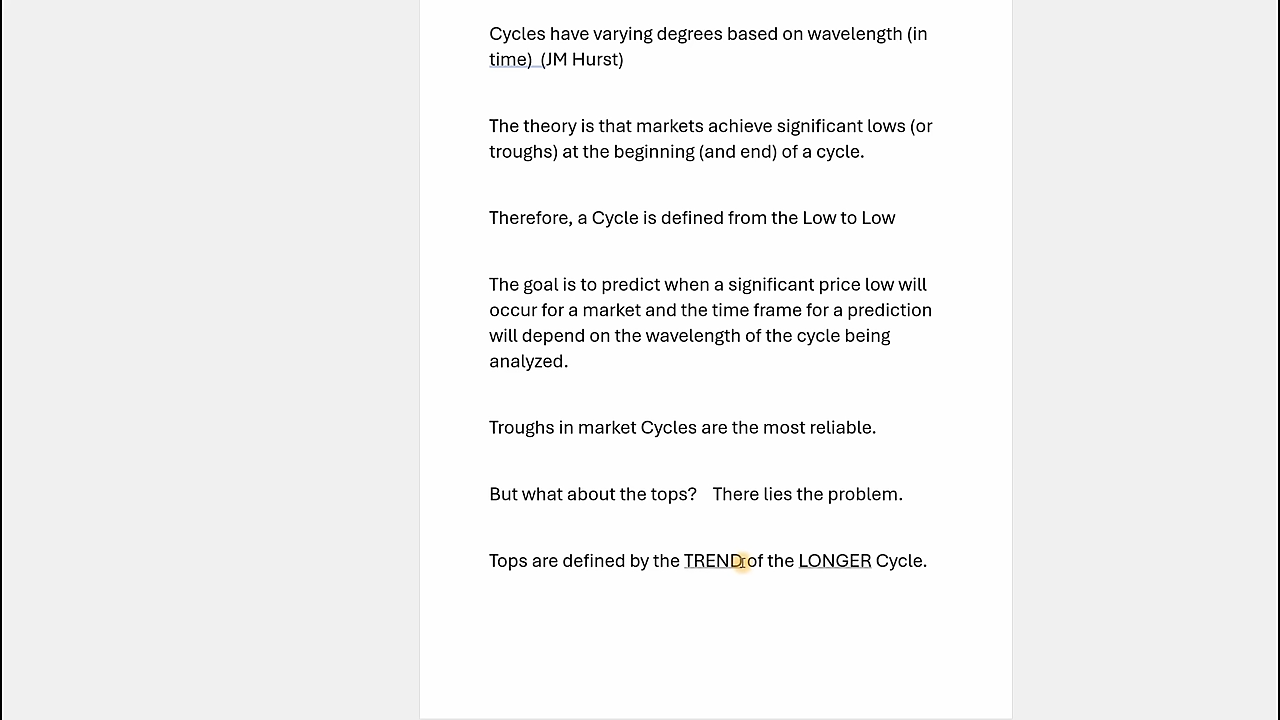 Cycles have varying degrees based on wavelength (in
time)  (JM Hurst)
The theory is that markets achieve significant lows (or
troughs) at the beginning (and end) of a cycle.
Therefore, a Cycle is defined from the Low to Low
The goal is to predict when a significant price low will
occur for a market and the time frame for a prediction
will depend on the wavelength of the cycle being
analyzed.
Troughs in market Cycles are the most reliable.
But what about the tops?   There lies the problem.
Tops are defined by the TREND of the LONGER Cycle.